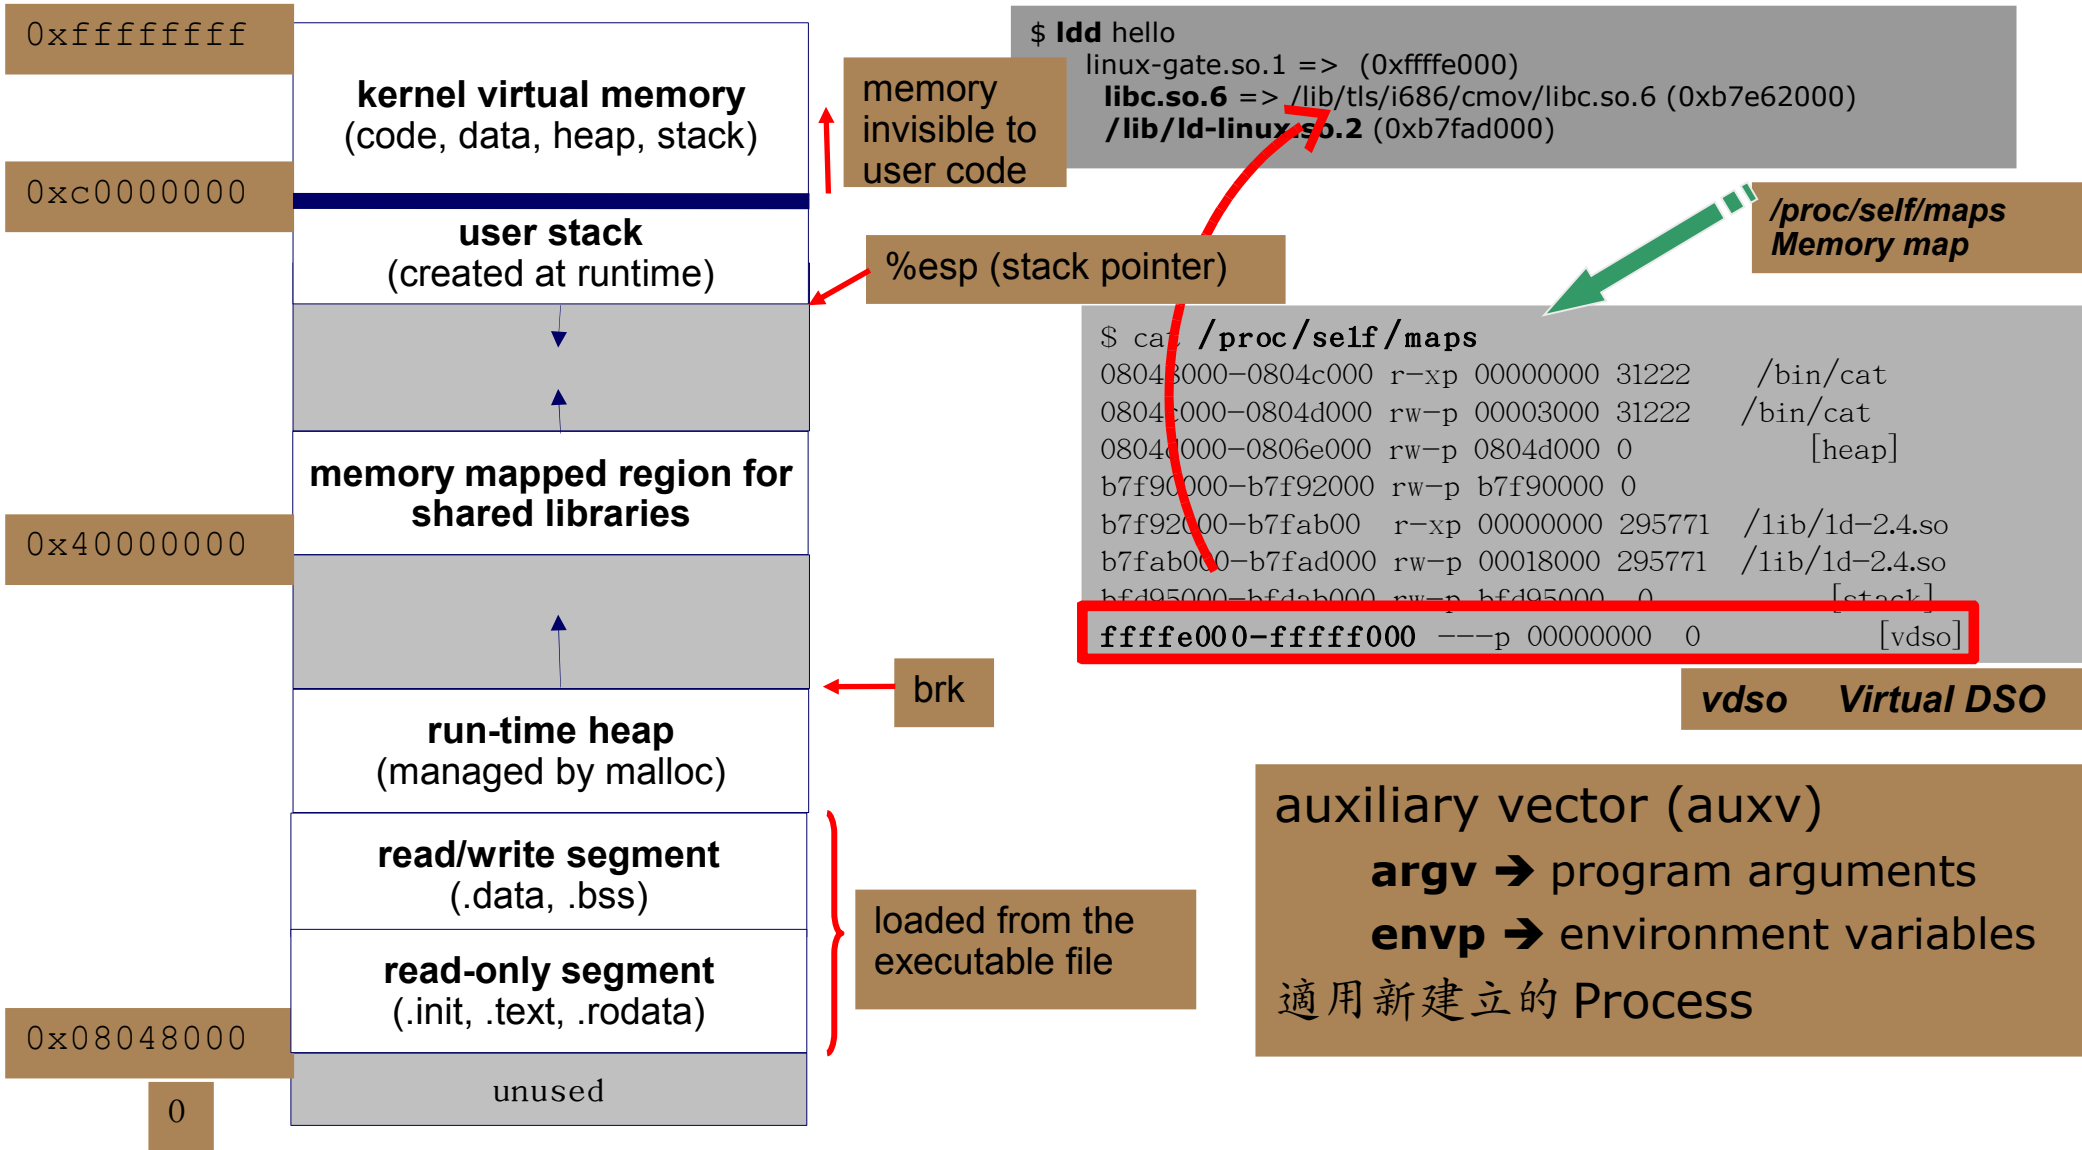 0xffffffff
kernel virtual memory
(code, data, heap, stack)
0xc0000000
user stack
(created at runtime)
memory mapped region for
shared libraries
0x40000000
run-time heap
(managed by malloc)
read/write segment
(.data, .bss)
read-only segment
(.init, .text, .rodata)
0x08048000
unused
0
memory
invisible to
user code
%esp (stack pointer)
brk
loaded from the
executable file
$ ldd hello
linux-gate.so.1 => (0xffffe000)
libc.so.6 => /lib/tls/i686/cmov/libc.so.6 (0xb7e62000)
/lib/ld-linux.so.2 (0xb7fad000)
/proc/self/maps
Memory map
$ cat /proc/self/maps
08048000-0804c000 r-xp 00000000 31222 /bin/cat
0804c000-0804d000 rw-p 00003000 31222 /bin/cat
0804d000-0806e000 rw-p 0804d000 0 [heap]
b7f90000-b7f92000 rw-p b7f90000 0
b7f92000-b7fab00 r-xp 00000000 295771 /lib/ld-2.4.so
b7fab000-b7fad000 rw-p 00018000 295771 /lib/ld-2.4.so
bfd95000-bfdab000 rw-p bfd95000 0 [stack]
ffffe000-fffff000 ---p 00000000 0 [vdso]
vdso Virtual DSO
auxiliary vector (auxv)
argv ➔ program arguments
envp ➔ environment variables
適用新建立的 Process